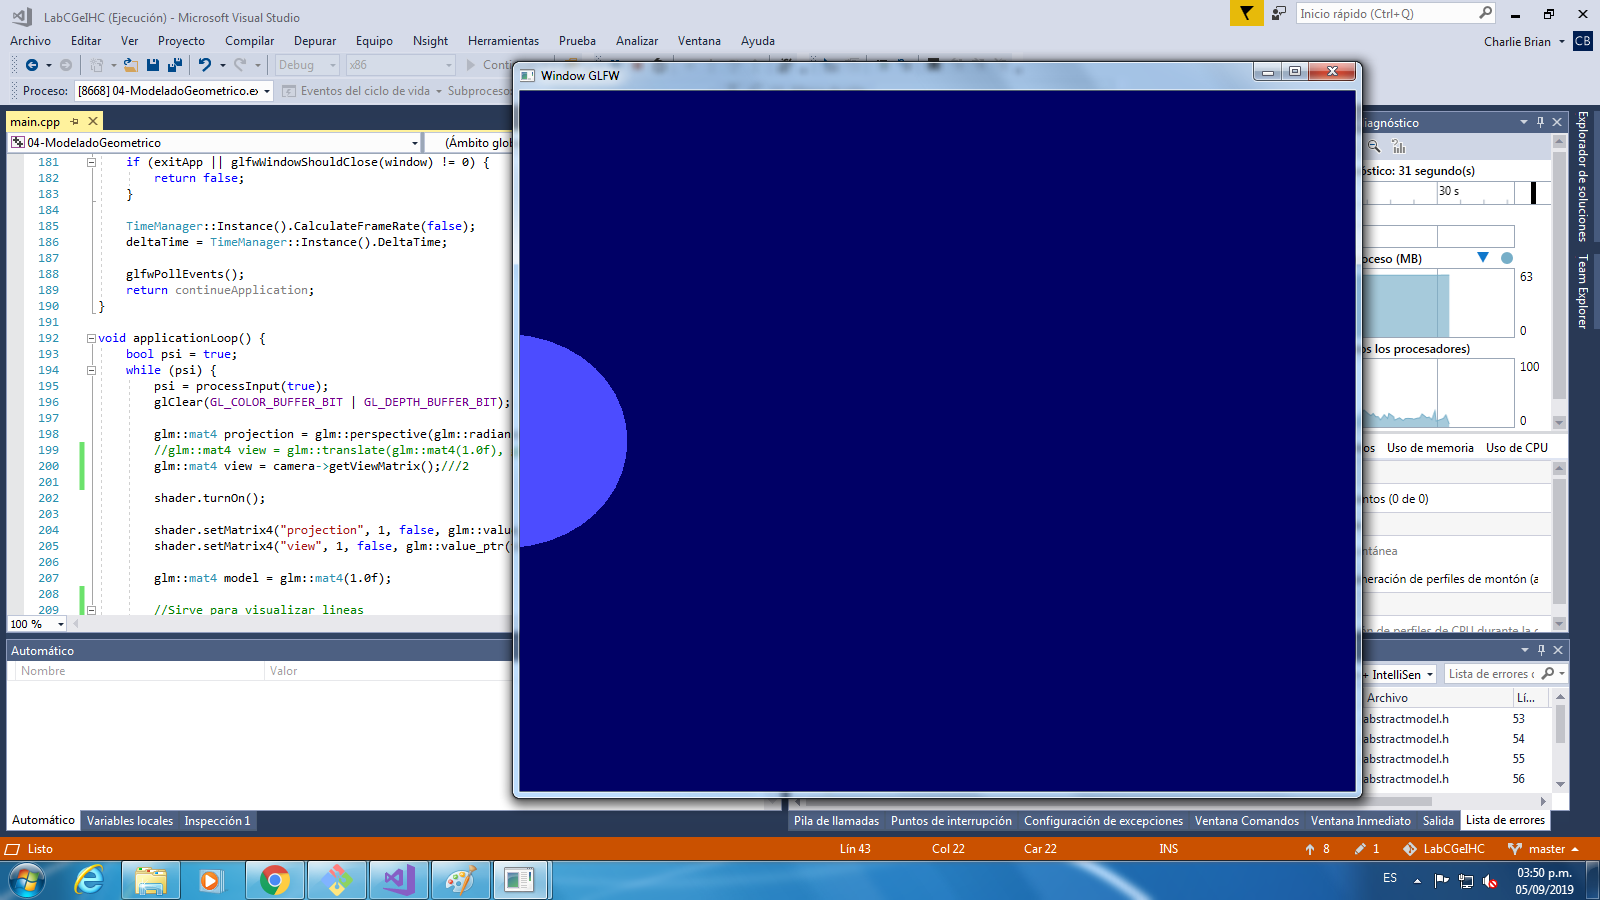 LabCGeIHC (Ejecución) - Microsoft Visual Studio
Inicio rápido (Ctrl+Q)
Archivo Editar Ver Proyecto Compilar Depurar Equipo Nsight Herramientas Prueba Analizar Ventana Ayuda
Charlie Brian CB
Debug x86
Proceso: [8668] 04-ModeladoGeometrico.ex Eventos del ciclo de vida Subproceso:
Window GLFW
main.cpp
04-ModeladoGeometrico (Ámbito glob
181 if (exitApp || glfwWindowShouldClose(window) != 0) {
182 return false;
183 }
184
185 TimeManager::Instance().CalculateFrameRate(false);
186 deltaTime = TimeManager::Instance().DeltaTime;
187
188 glfwPollEvents();
189 return continueApplication;
190 }
191
192 void applicationLoop() {
193 bool psi = true;
194 while (psi) {
195 psi = processInput(true);
196 glClear(GL_COLOR_BUFFER_BIT | GL_DEPTH_BUFFER_BIT);
197
198 glm::mat4 projection = glm::perspective(glm::radian
199 //glm::mat4 view = glm::translate(glm::mat4(1.0f),
200 glm::mat4 view = camera->getViewMatrix();///2
201
202 shader.turnOn();
203
204 shader.setMatrix4("projection", 1, false, glm::valu
205 shader.setMatrix4("view", 1, false, glm::value_ptr(
206
207 glm::mat4 model = glm::mat4(1.0f);
208
209 //Sirve para visualizar lineas
100 %
iagnóstico
óstico: 31 segundo(s)
30 s
oceso (MB)
63
0
os los procesadores)
100
0
os Uso de memoria Uso de CPU
ntos (0 de 0)
ntánea
neración de perfiles de montón (a
ón de perfiles de CPU durante la c
Explorador de soluciones
Team Explorer
Automático
Nombre Valor
+ IntelliSen Lista de errores
Archivo Lí...
abstractmodel.h 53
abstractmodel.h 54
abstractmodel.h 55
abstractmodel.h 56
Automático Variables locales Inspección 1
Pila de llamadas Puntos de interrupción Configuración de excepciones Ventana Comandos Ventana Inmediato Salida Lista de errores
Listo Lín 43 Col 22 Car 22 INS 8 1 LabCGeIHC master
ES
03:50 p.m.
05/09/2019